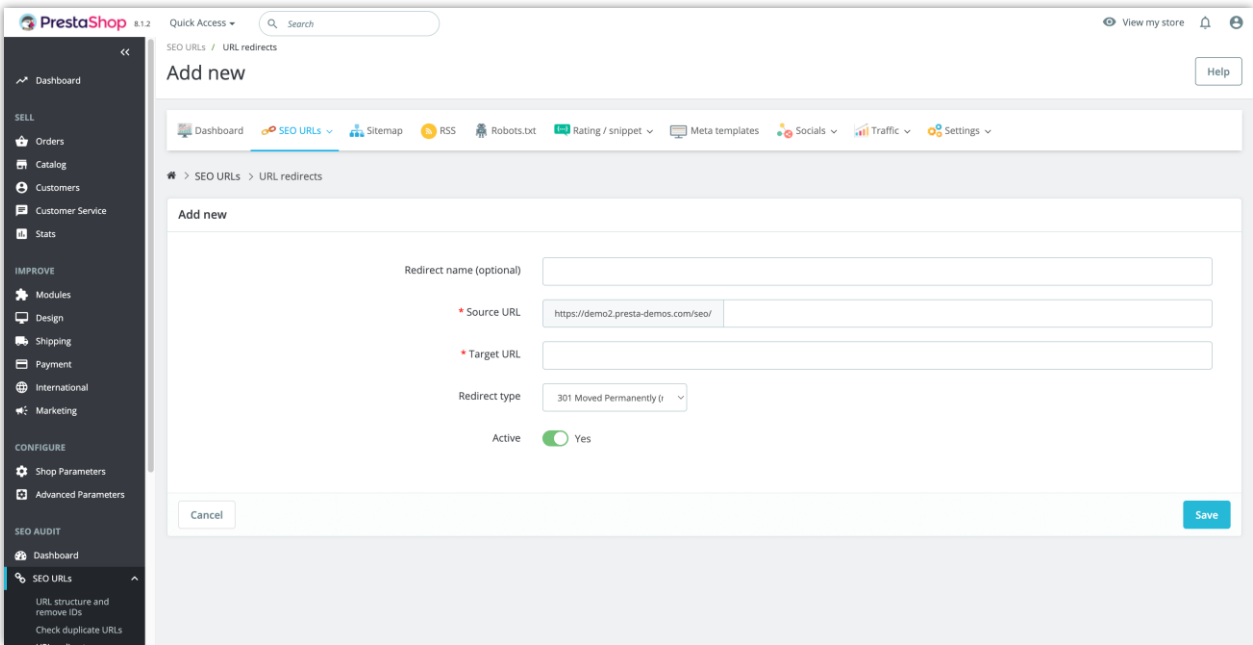 PrestaShop 8.1.2 Quick Access Search View my store
SEO URLs / URL redirects
Add new
Help
Dashboard SEO URLs Sitemap RSS Robots.txt Rating / snippet Meta templates Socials Traffic Settings
> SEO URLs > URL redirects
Add new
Redirect name (optional)
* Source URL https://demo2.presta-demos.com/seo/
* Target URL
Redirect type 301 Moved Permanently (r
Active Yes
Cancel Save
Dashboard
SELL
Orders
Catalog
Customers
Customer Service
Stats
IMPROVE
Modules
Design
Shipping
Payment
International
Marketing
CONFIGURE
Shop Parameters
Advanced Parameters
SEO AUDIT
Dashboard
SEO URLs
URL structure and
remove IDs
Check duplicate URLs